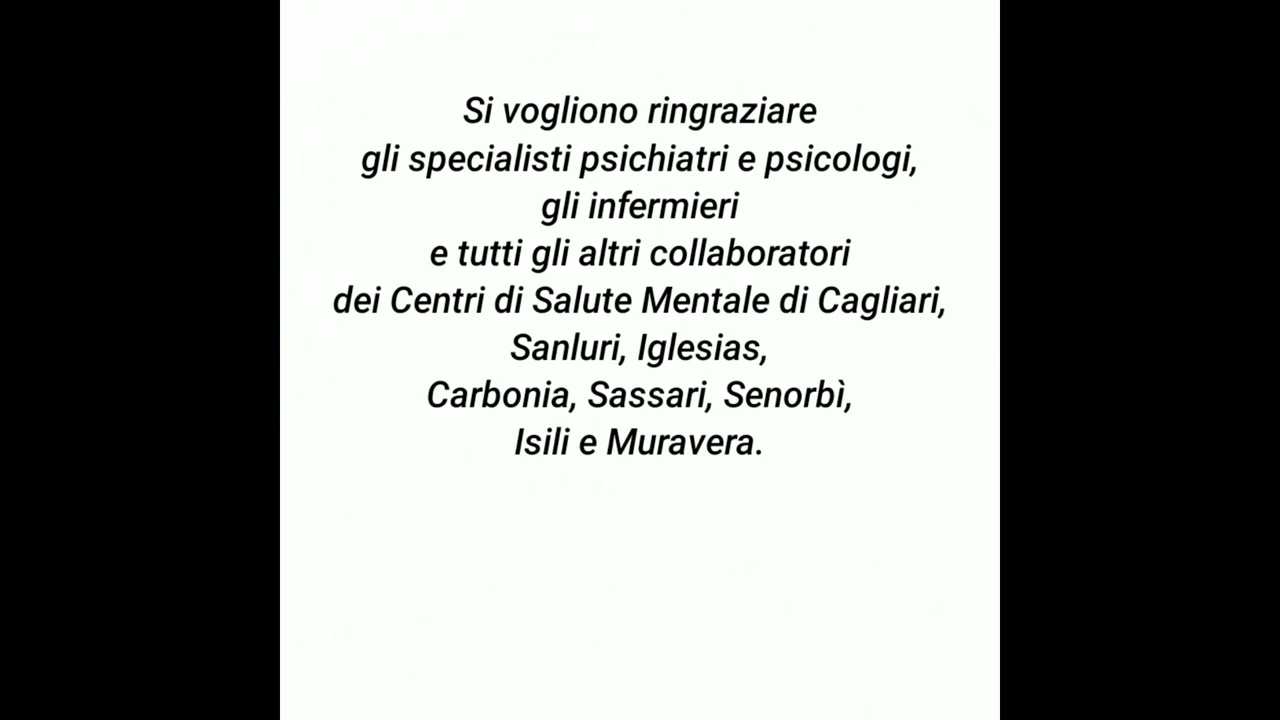 Si vogliono ringraziare
gli specialisti psichiatri e psicologi,
gli infermieri
e tutti gli altri collaboratori
dei Centri di Salute Mentale di Cagliari,
Sanluri, Iglesias,
Carbonia, Sassari, Senorbì,
Isili e Muravera.